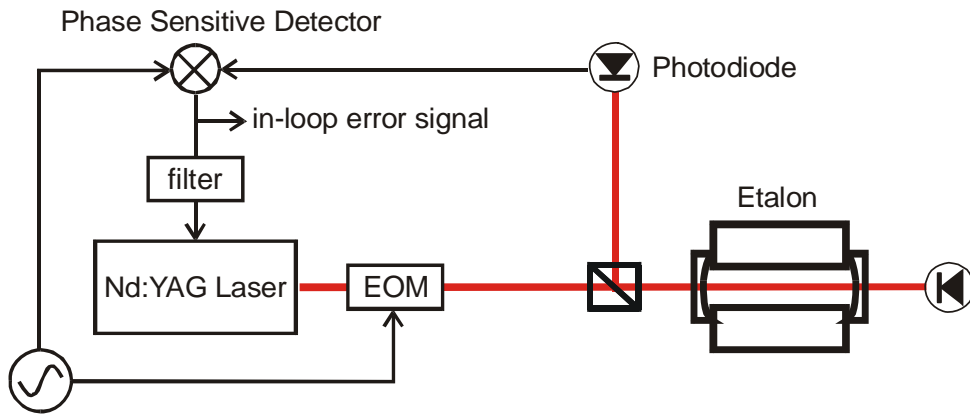 Phase Sensitive Detector
Photodiode
in-loop error signal
filter
Etalon
Nd:YAG Laser
EOM